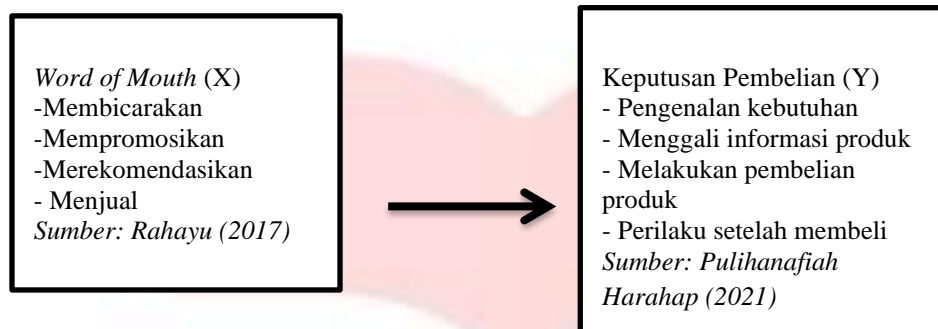 Word of Mouth (X)
-Membicarakan
-Mempromosikan
-Merekomendasikan
- Menjual
Sumber: Rahayu (2017)
Keputusan Pembelian (Y)
- Pengenalan kebutuhan
- Menggali informasi produk
- Melakukan pembelian
produk
- Perilaku setelah membeli
Sumber: Pulihanafiah
Harahap (2021)